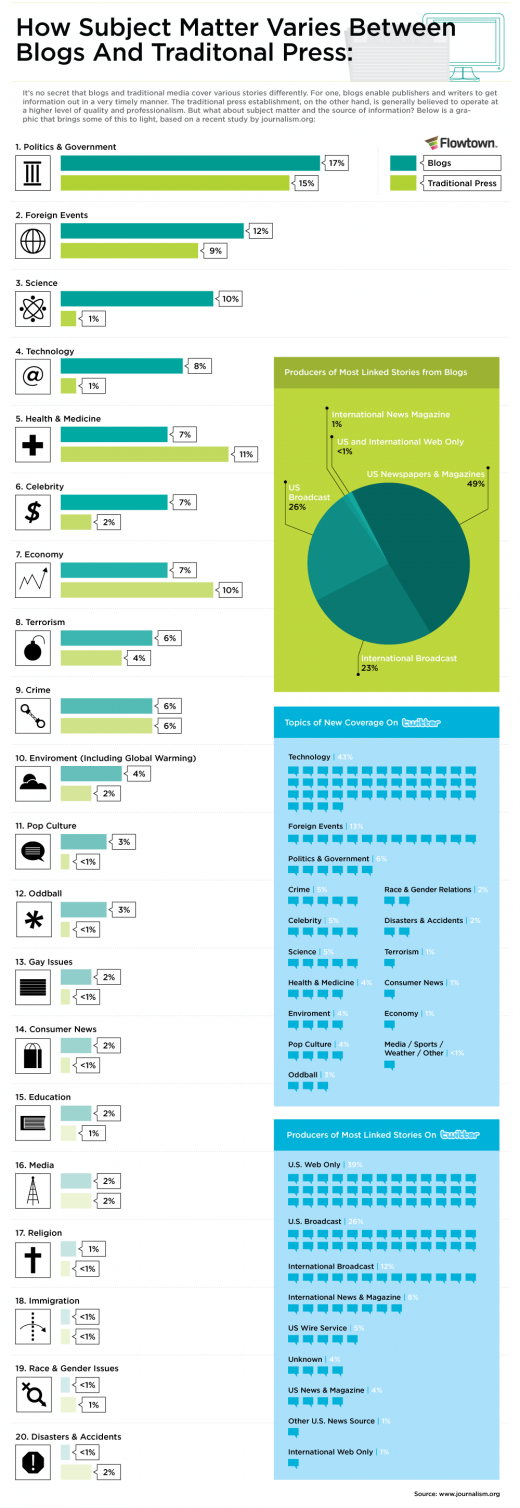 How Subject Matter Varies Between
Blogs And Traditonal Press:
It's no secret that blogs and traditional media cover various stories differently. For one, blogs enable publishers and writers to get
information out in a very timely manner. The traditional press establishment, on the other hand, is generally believed to operate at
a higher level of quality and professionalism. But what about subject matter and the source of information? Below is a gra-
phic that brings some of this to light, based on a recent study by journalism.org:
Flowtown.
Blogs
Traditional Press
1. Politics & Government
17%
15%
2. Foreign Events
12%
9%
3. Science
10%
1%
4. Technology
@
8%
1%
5. Health & Medicine
7%
11%
6. Celebrity
$
7%
2%
7. Economy
7%
10%
8. Terrorism
6%
4%
9. Crime
6%
6%
10. Enviroment (Including Global Warming)
4%
2%
11. Pop Culture
3%
<1%
12. Oddball
*
3%
<1%
13. Gay Issues
2%
<1%
14. Consumer News
2%
<1%
15. Education
2%
1%
16. Media
2%
2%
17. Religion
1%
<1%
18. Immigration
<1%
<1%
19. Race & Gender Issues
<1%
1%
20. Disasters & Accidents
<1%
2%
Producers of Most Linked Stories from Blogs
International News Magazine
1%
US and International Web Only
<1%
US Newspapers & Magazines
49%
US
Broadcast
26%
International Broadcast
23%
Topics of New Coverage On twitter
Technology | 43%
Foreign Events | 13%
Politics & Government | 6%
Crime | 5%
Race & Gender Relations | 2%
Celebrity | 5%
Disasters & Accidents | 2%
Science | 5%
Terrorism | 1%
Health & Medicine | 4%
Consumer News | 1%
Enviroment | 4%
Economy | 1%
Pop Culture | 4%
Media / Sports /
Weather / Other | <1%
Oddball | 3%
Producers of Most Linked Stories On twitter
U.S. Web Only | 39%
U.S. Broadcast | 26%
International Broadcast | 12%
International News & Magazine | 8%
US Wire Service | 5%
Unknown | 4%
US News & Magazine | 4%
Other U.S. News Source | 1%
International Web Only | 1%
Source: www.journalism.org